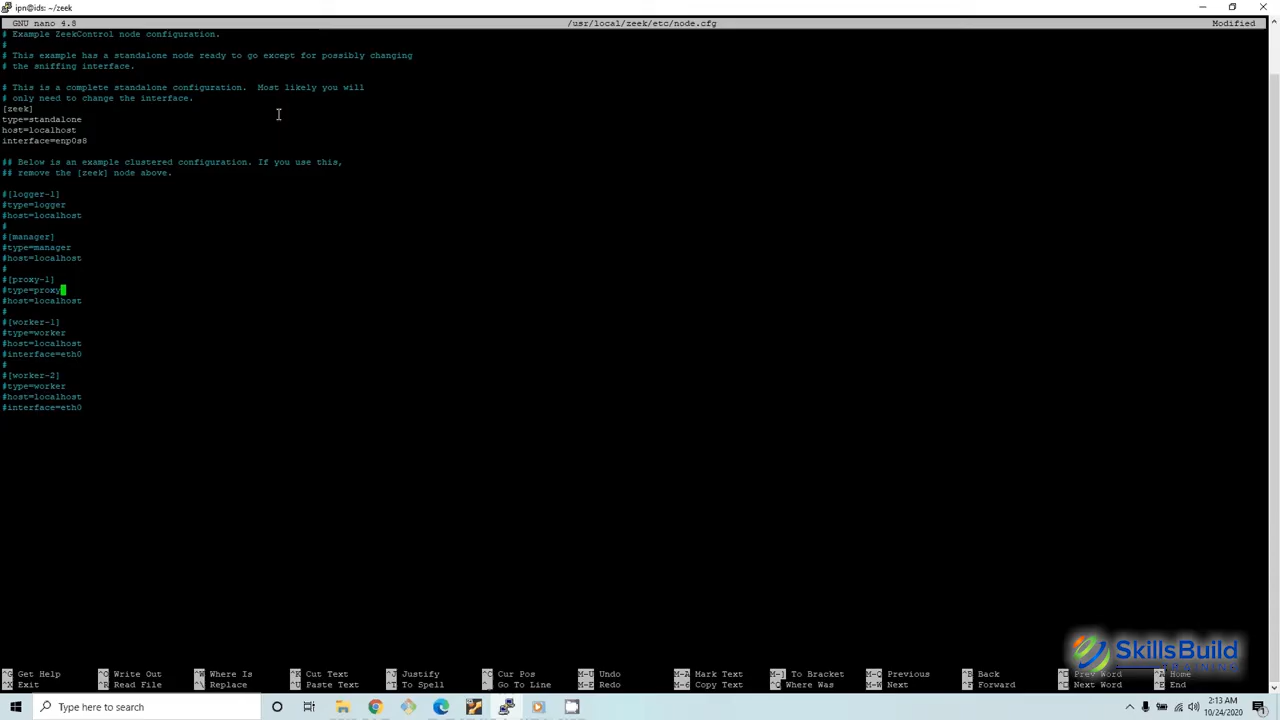 ipn@ids: ~/zeek
GNU nano 4.8 /usr/local/zeek/etc/node.cfg Modified
# Example ZeekControl node configuration.
#
# This example has a standalone node ready to go except for possibly changing
# the sniffing interface.
# This is a complete standalone configuration.  Most likely you will
# only need to change the interface.
[zeek]
type=standalone
host=localhost
interface=enp0s8
## Below is an example clustered configuration. If you use this,
## remove the [zeek] node above.
#[logger-1]
#type=logger
#host=localhost
#
#[manager]
#type=manager
#host=localhost
#
#[proxy-1]
#type=proxy
#host=localhost
#
#[worker-1]
#type=worker
#host=localhost
#interface=eth0
#
#[worker-2]
#type=worker
#host=localhost
#interface=eth0
SkillsBuild
TRAINING
^G Get Help ^O Write Out ^W Where Is ^K Cut Text ^J Justify ^C Cur Pos M-U Undo M-A Mark Text M-] To Bracket M-Q Previous ^B Back Prev Word ^A Home
^X Exit ^R Read File ^\ Replace ^U Paste Text ^T To Spell ^_ Go To Line M-E Redo M-6 Copy Text ^Q Where Was M-W Next ^F Forward Next Word ^E End
Type here to search
2:13 AM
10/24/2020